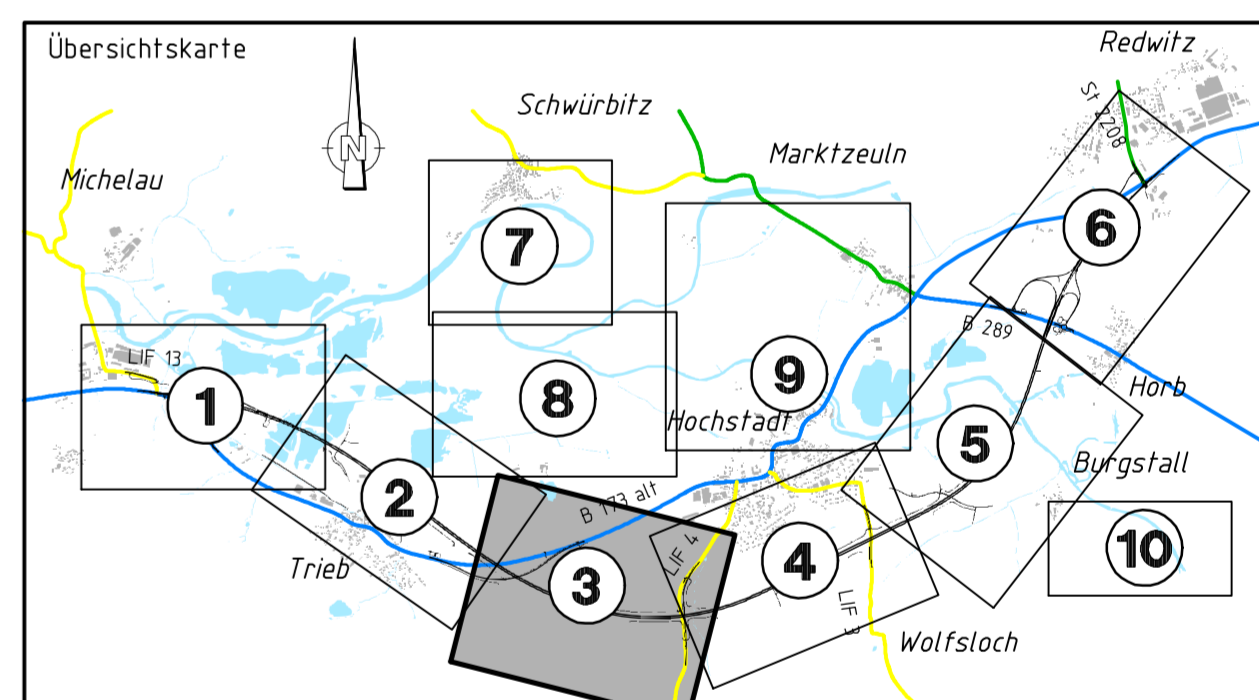 Übersichtskarte
Redwitz
Schwürbitz
St 2208
Marktzeuln
Michelau
N
6
7
B 289
LIF 13
9
Horb
1
8
Hochstadt
5
Burgstall
2
B 173 alt
10
LIF 4
4
Trieb
3
LIF 3
Wolfsloch